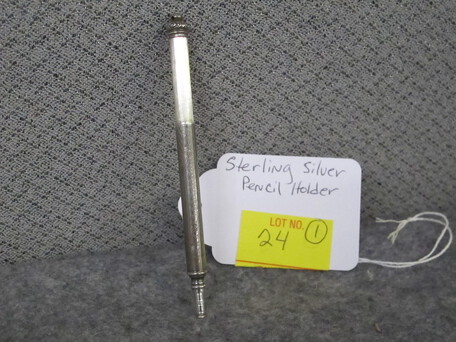 Sterling Silver
Pencil Holder
LOT NO.
24 1